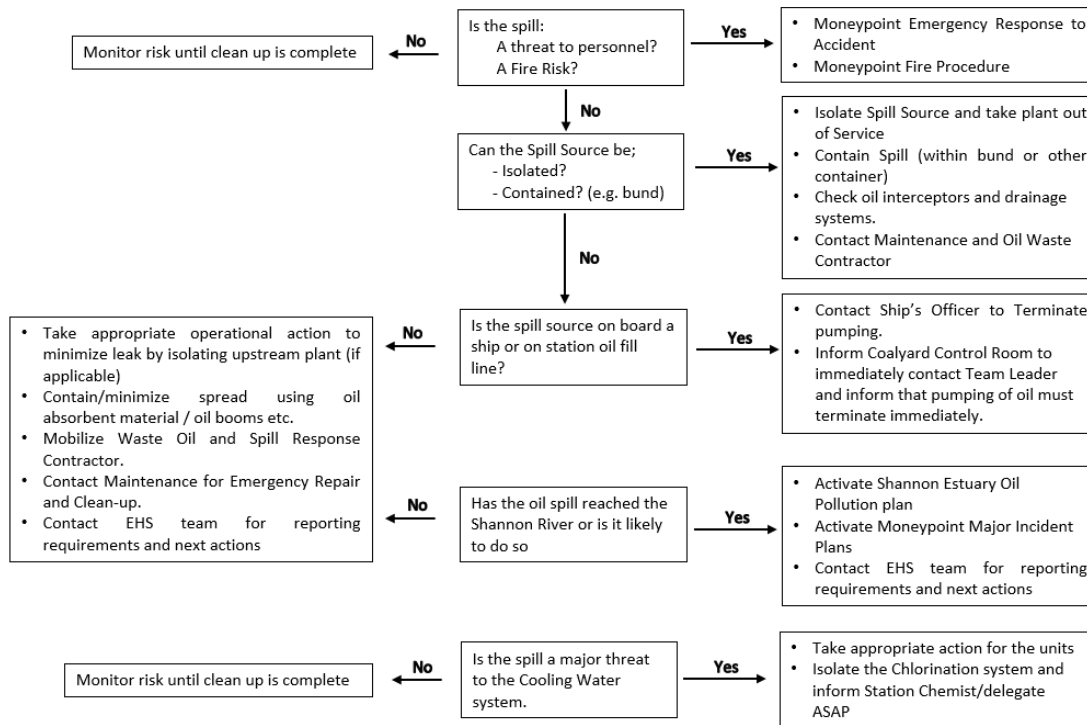 Is the spill:
A threat to personnel?
A Fire Risk?
No
Monitor risk until clean up is complete
Yes
• Moneypoint Emergency Response to
Accident
• Moneypoint Fire Procedure
No
Can the Spill Source be;
- Isolated?
- Contained? (e.g. bund)
Yes
• Isolate Spill Source and take plant out
of Service
• Contain Spill (within bund or other
container)
• Check oil interceptors and drainage
systems.
• Contact Maintenance and Oil Waste
Contractor
No
Is the spill source on board a
ship or on station oil fill
line?
No
• Take appropriate operational action to
minimize leak by isolating upstream plant (if
applicable)
• Contain/minimize spread using oil
absorbent material / oil booms etc.
• Mobilize Waste Oil and Spill Response
Contractor.
• Contact Maintenance for Emergency Repair
and Clean-up.
• Contact EHS team for reporting
requirements and next actions
Yes
• Contact Ship's Officer to Terminate
pumping.
• Inform Coalyard Control Room to
immediately contact Team Leader
and inform that pumping of oil must
terminate immediately.
Has the oil spill reached the
Shannon River or is it likely
to do so
No
Yes
• Activate Shannon Estuary Oil
Pollution plan
• Activate Moneypoint Major Incident
Plans
• Contact EHS team for reporting
requirements and next actions
Is the spill a major threat
to the Cooling Water
system.
No
Monitor risk until clean up is complete
Yes
• Take appropriate action for the units
• Isolate the Chlorination system and
inform Station Chemist/delegate
ASAP